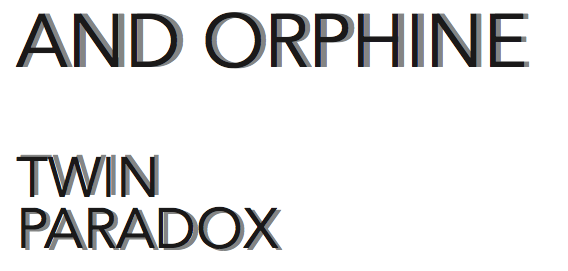 AND ORPHINE
TWIN
PARADOX